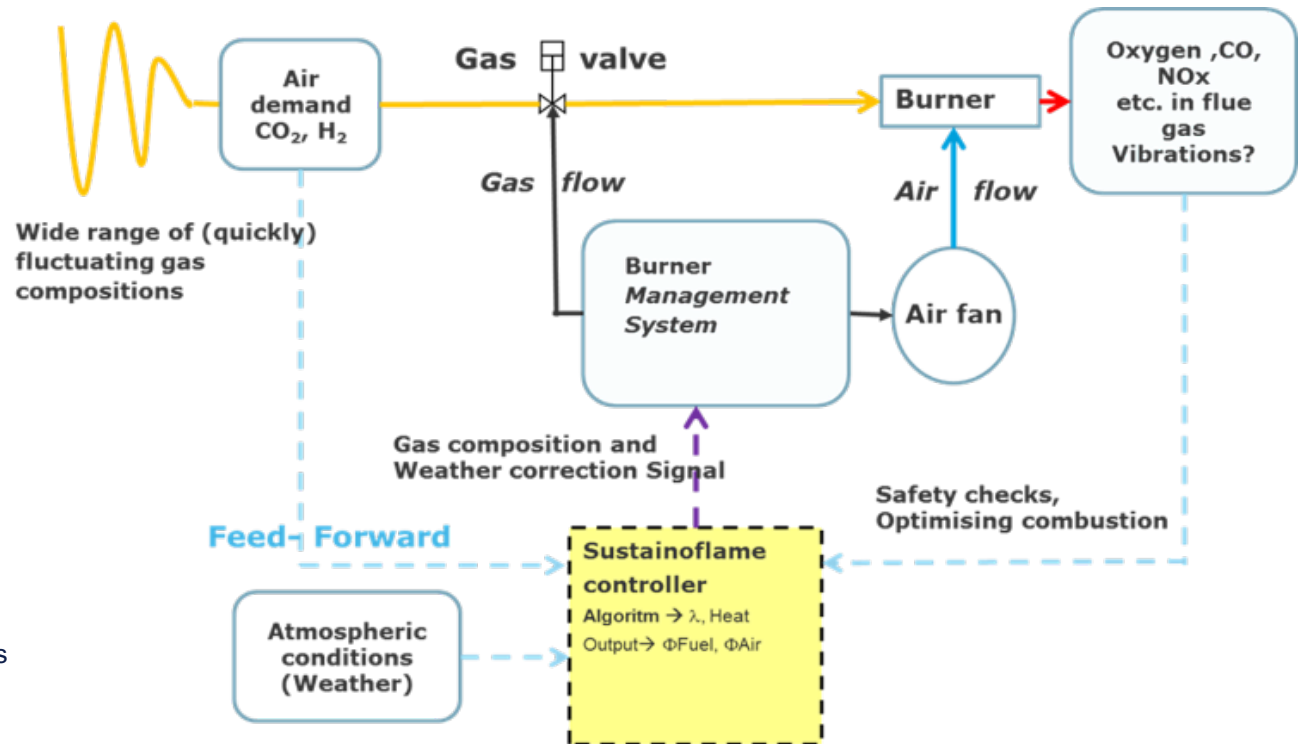 Air
demand
CO₂, H₂
Gas valve
Burner
Oxygen ,CO,
NOx
etc. in flue
gas
Vibrations?
Gas flow
Air flow
Wide range of (quickly)
fluctuating gas
compositions
Burner
Management
System
Air fan
Gas composition and
Weather correction Signal
Safety checks,
Optimising combustion
Feed- Forward
Sustainoflame
controller
Algoritm → λ, Heat
Output→ ΦFuel, ΦAir
Atmospheric
conditions
(Weather)
s